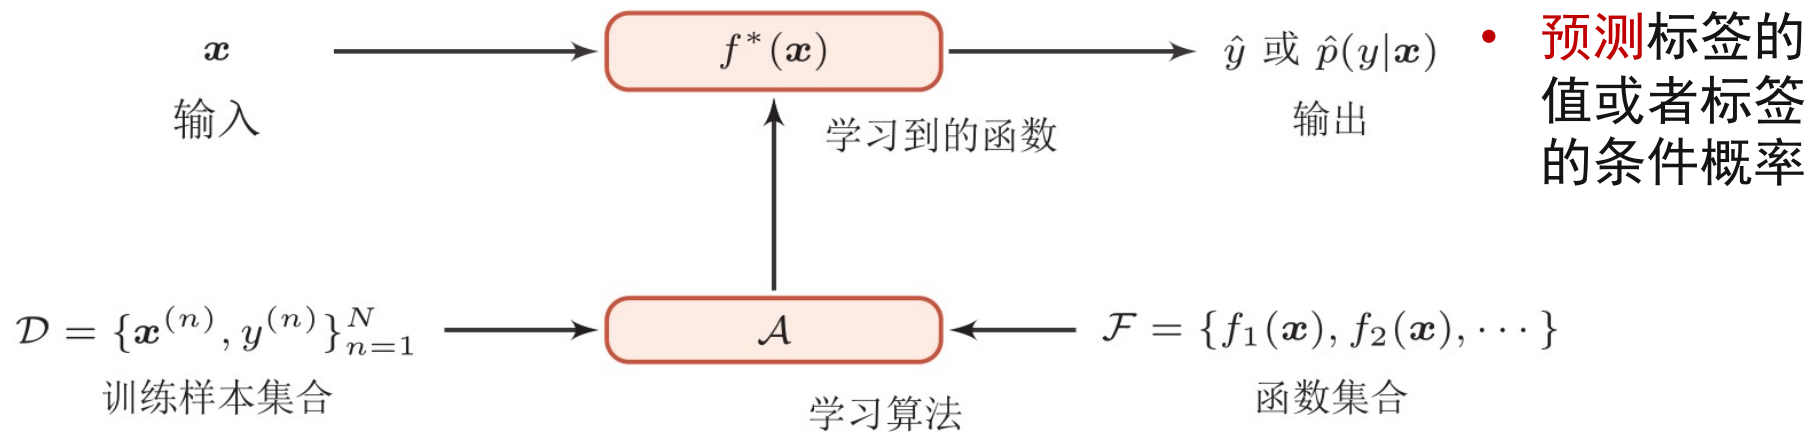 x
输入
f*(x)
学习到的函数
ŷ 或 p̂(y|x)
输出
• 预测标签的
值或者标签
的条件概率
D = {x^(n), y^(n)}_{n=1}^N
训练样本集合
A
学习算法
F = {f₁(x), f₂(x), ···}
函数集合